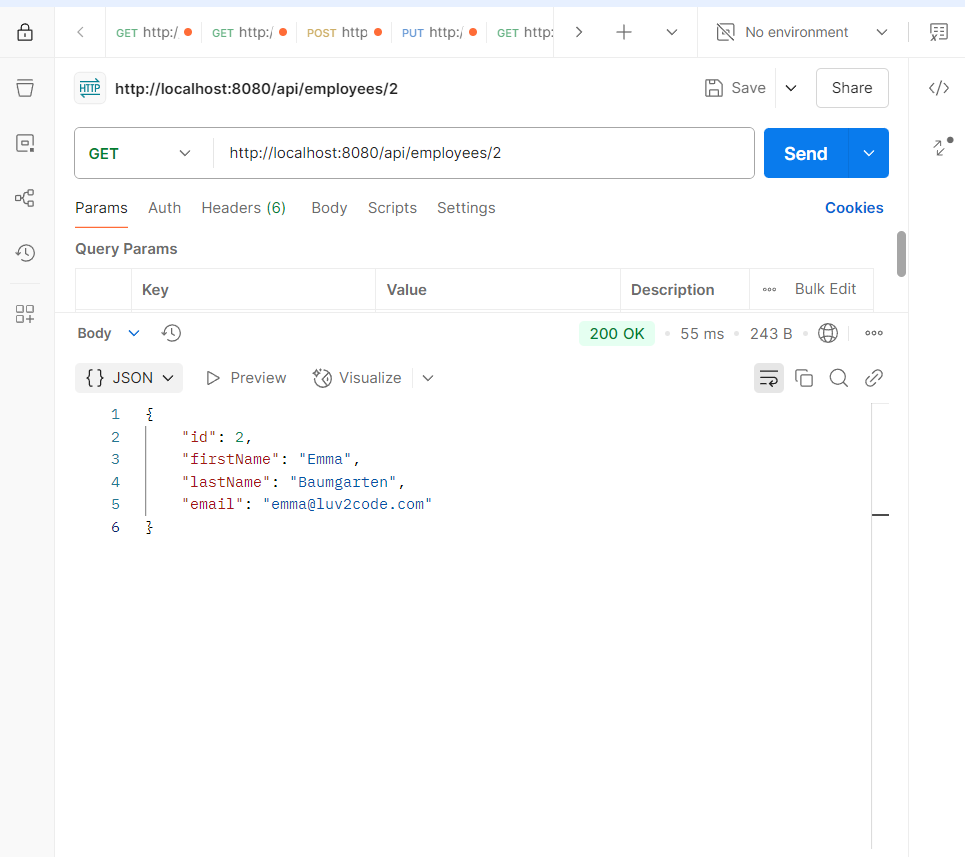 GET http:/ GET http:/ POST http PUT http:/ GET http: No environment
HTTP http://localhost:8080/api/employees/2 Save Share
GET http://localhost:8080/api/employees/2 Send
Params Auth Headers (6) Body Scripts Settings Cookies
Query Params
Key Value Description Bulk Edit
Body 200 OK 55 ms 243 B
{} JSON Preview Visualize
1 {
2 "id": 2,
3 "firstName": "Emma",
4 "lastName": "Baumgarten",
5 "email": "emma@luv2code.com"
6 }